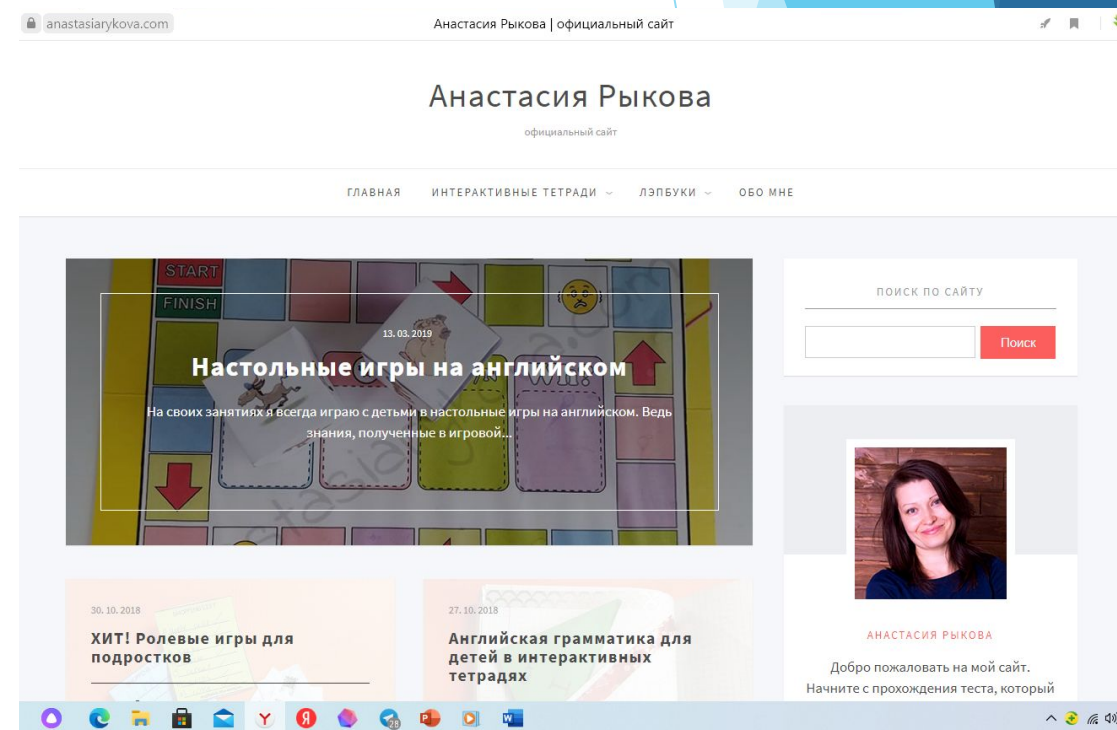 anastasiarykova.com
Анастасия Рыкова | официальный сайт
Анастасия Рыкова
официальный сайт
ГЛАВНАЯ
ИНТЕРАКТИВНЫЕ ТЕТРАДИ
ЛЭПБУКИ
ОБО МНЕ
START
FINISH
13. 03. 2019
Настольные игры на английском
На своих занятиях я всегда играю с детьми в настольные игры на английском. Ведь
знания, полученные в игровой...
ПОИСК ПО САЙТУ
Поиск
30. 10. 2018
ХИТ! Ролевые игры для
подростков
27. 10. 2018
Английская грамматика для
детей в интерактивных
тетрадях
АНАСТАСИЯ РЫКОВА
Добро пожаловать на мой сайт.
Начните с прохождения теста, который
28